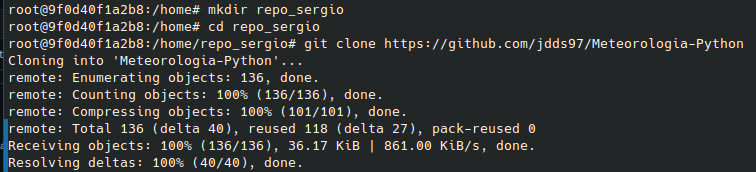 root@9f0d40f1a2b8:/home# mkdir repo_sergio
root@9f0d40f1a2b8:/home# cd repo_sergio
root@9f0d40f1a2b8:/home/repo_sergio# git clone https://github.com/jdds97/Meteorologia-Python
Cloning into 'Meteorologia-Python'...
remote: Enumerating objects: 136, done.
remote: Counting objects: 100% (136/136), done.
remote: Compressing objects: 100% (101/101), done.
remote: Total 136 (delta 40), reused 118 (delta 27), pack-reused 0
Receiving objects: 100% (136/136), 36.17 KiB | 861.00 KiB/s, done.
Resolving deltas: 100% (40/40), done.